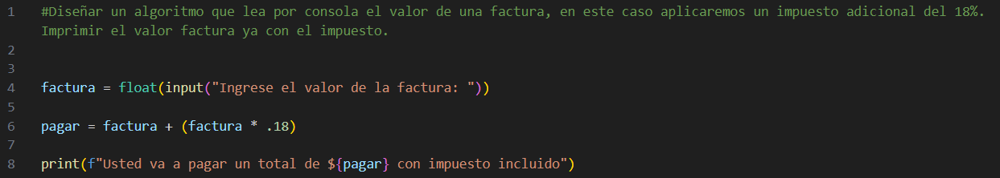 1 #Diseñar un algoritmo que lea por consola el valor de una factura, en este caso aplicaremos un impuesto adicional del 18%.
Imprimir el valor factura ya con el impuesto.
2
3
4 factura = float(input("Ingrese el valor de la factura: "))
5
6 pagar = factura + (factura * .18)
7
8 print(f"Usted va a pagar un total de ${pagar} con impuesto incluido")